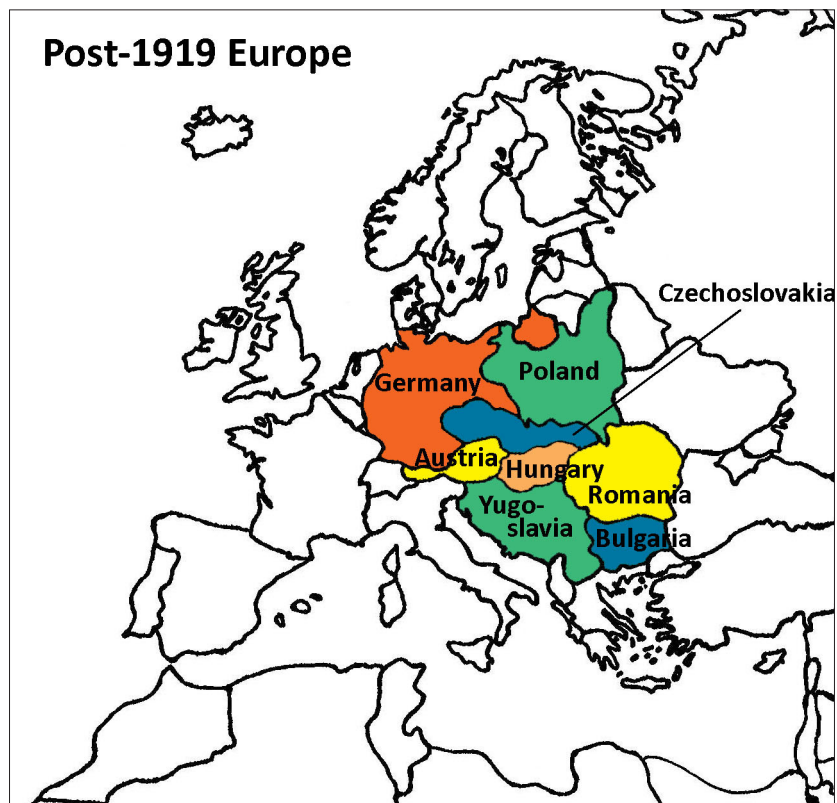 Post-1919 Europe
Czechoslovakia
Germany
Poland
Austria
Hungary
Romania
Yugo-
slavia
Bulgaria